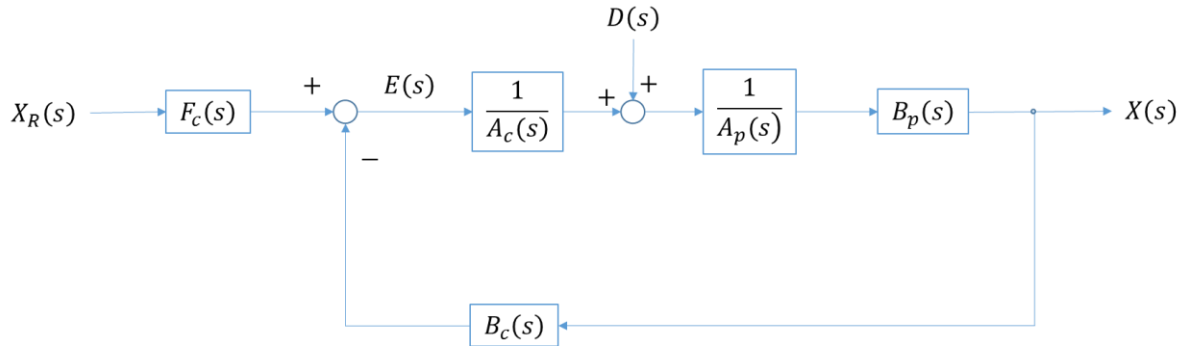 D(s)
X_R(s)
F_c(s)
+
E(s)
1
A_c(s)
+
+
1
A_p(s)
B_p(s)
X(s)
−
B_c(s)